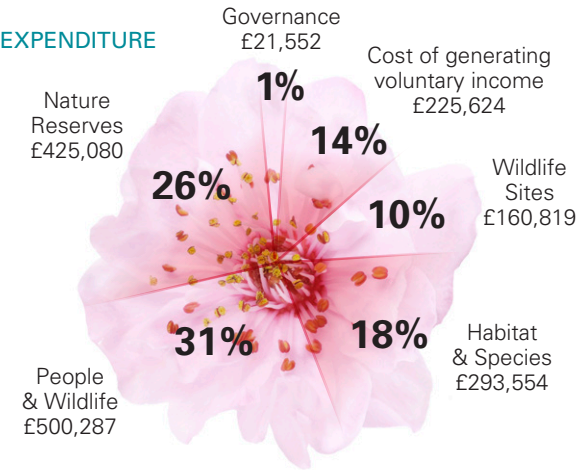 EXPENDITURE
Governance
£21,552
1%
Cost of generating
voluntary income
£225,624
14%
Wildlife
Sites
£160,819
10%
Habitat
& Species
£293,554
18%
People
& Wildlife
£500,287
31%
Nature
Reserves
£425,080
26%